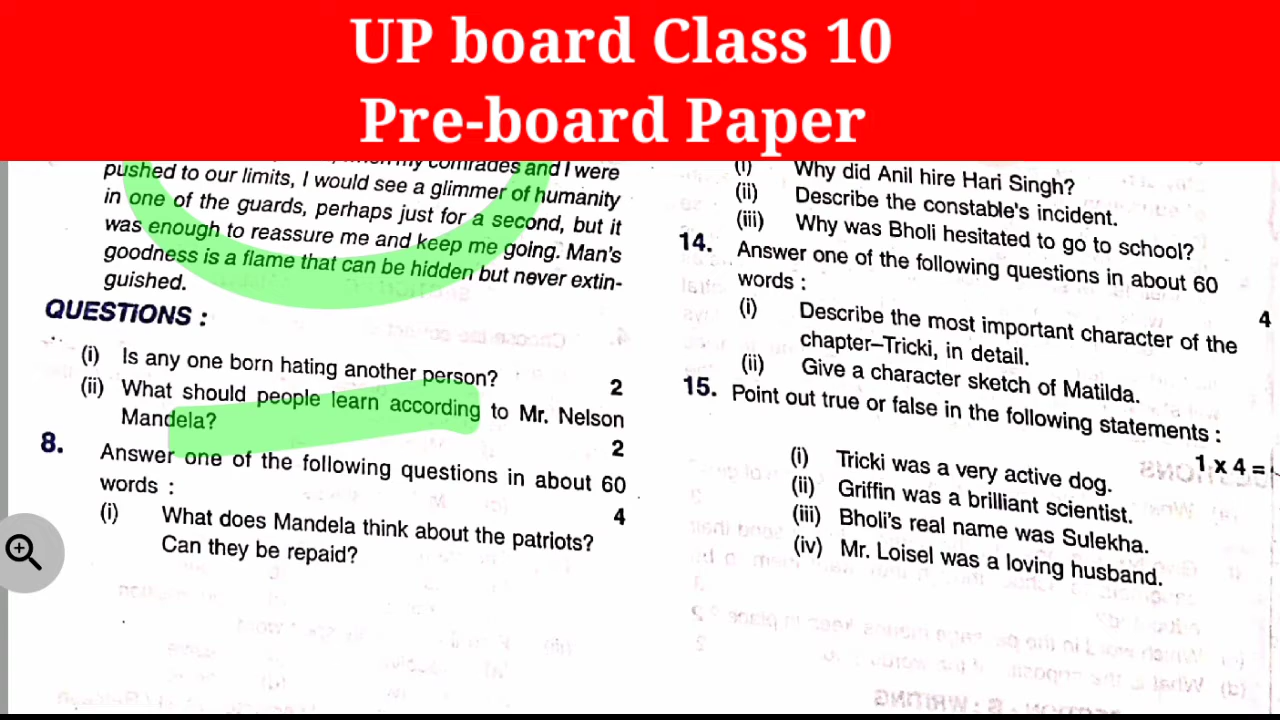 UP board Class 10
Pre-board Paper
my comrades and I were
pushed to our limits, I would see a glimmer of humanity
in one of the guards, perhaps just for a second, but it
was enough to reassure me and keep me going. Man's
goodness is a flame that can be hidden but never extin-
guished.
QUESTIONS :
(i) Is any one born hating another person? 2
(ii) What should people learn according to Mr. Nelson
Mandela? 2
8. Answer one of the following questions in about 60
words : 4
(i) What does Mandela think about the patriots?
Can they be repaid?
(i) Why did Anil hire Hari Singh?
(ii) Describe the constable's incident.
(iii) Why was Bholi hesitated to go to school?
14. Answer one of the following questions in about 60
words : 4
(i) Describe the most important character of the
chapter–Tricki, in detail.
(ii) Give a character sketch of Matilda.
15. Point out true or false in the following statements :
1 x 4 =
(i) Tricki was a very active dog.
(ii) Griffin was a brilliant scientist.
(iii) Bholi's real name was Sulekha.
(iv) Mr. Loisel was a loving husband.